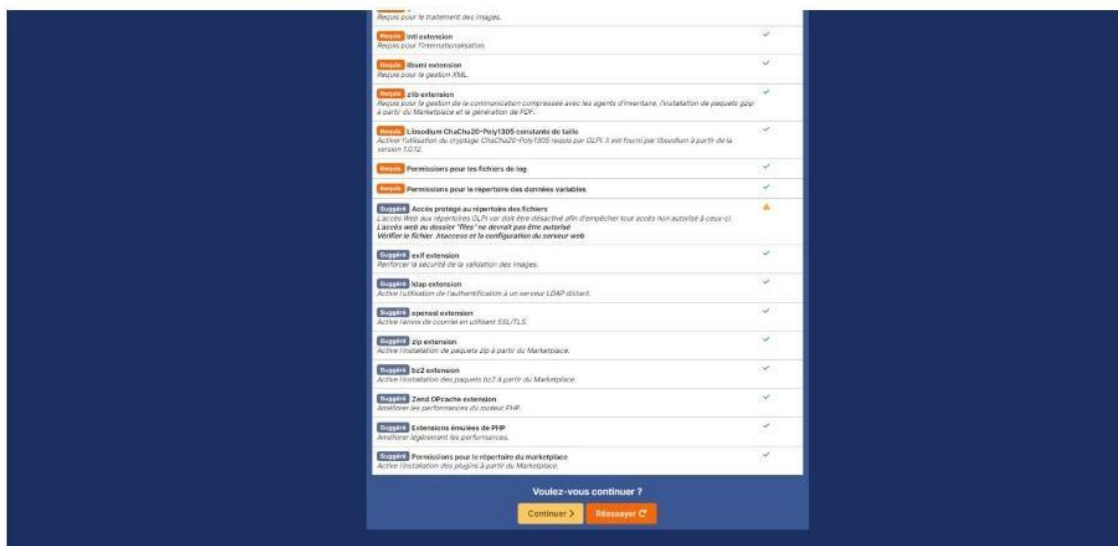 Requis pour le traitement des images.
Requis intl extension
Requis pour l'internationalisation.
Requis libxml extension
Requis pour la gestion XML.
Requis zlib extension
Requis pour la gestion de la communication compressée avec les agents d'inventaire, l'installation de paquets gzip
à partir du Marketplace et la génération de PDF.
Requis Libsodium ChaCha20-Poly1305 constante de taille
Activer l'utilisation du cryptage ChaCha20-Poly1305 requis par GLPI. Il est fourni par libsodium à partir de la
version 1.0.12.
Requis Permissions pour les fichiers de log
Requis Permissions pour le répertoire des données variables
Suggéré Accès protégé au répertoire des fichiers
L'accès Web aux répertoires GLPI var doit être désactivé afin d'empêcher tout accès non autorisé à ceux-ci.
L'accès web au dossier "files" ne devrait pas être autorisé
Vérifier le fichier .htaccess et la configuration du serveur web
Suggéré exif extension
Renforcer la sécurité de la validation des images.
Suggéré ldap extension
Active l'utilisation de l'authentification à un serveur LDAP distant.
Suggéré openssl extension
Active l'envoi de courriel en utilisant SSL/TLS.
Suggéré zip extension
Active l'installation de paquets zip à partir du Marketplace.
Suggéré bz2 extension
Active l'installation des paquets bz2 à partir du Marketplace.
Suggéré Zend OPcache extension
Améliorer les performances du moteur PHP.
Suggéré Extensions émulées de PHP
Améliorer légèrement les performances.
Suggéré Permissions pour le répertoire du marketplace
Active l'installation des plugins à partir du Marketplace.
Voulez-vous continuer ?
Continuer
Réessayer